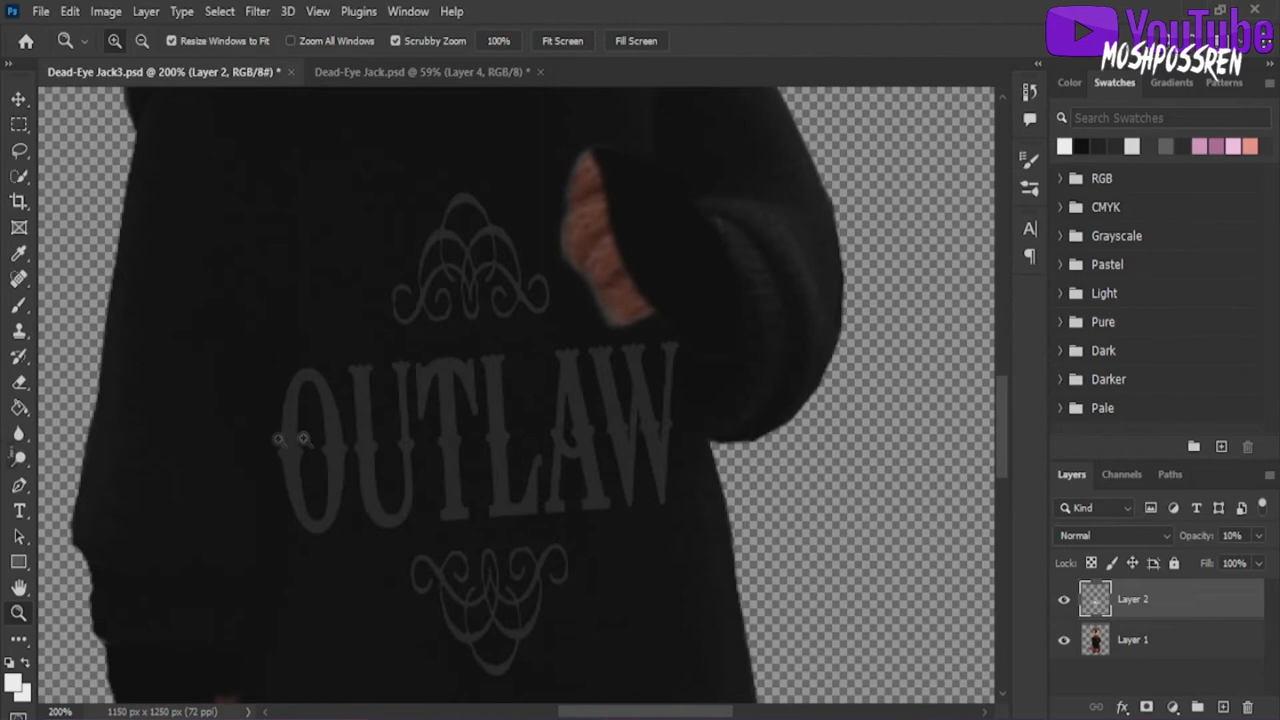 Ps File Edit Image Layer Type Select Filter 3D View Plugins Window Help
YouTube
MOSHPOSSREN
Resize Windows to Fit Zoom All Windows Scrubby Zoom 100% Fit Screen Fill Screen
Dead-Eye Jack3.psd @ 200% (Layer 2, RGB/8#) * × Dead-Eye Jack.psd @ 59% (Layer 4, RGB/8) * ×
Color Swatches Gradients Patterns
Search Swatches
RGB
CMYK
Grayscale
Pastel
Light
Pure
Dark
Darker
Pale
OUTLAW
Layers Channels Paths
Kind
Normal Opacity: 10%
Lock: Fill: 100%
Layer 2
Layer 1
200% 1150 px x 1250 px (72 ppi)